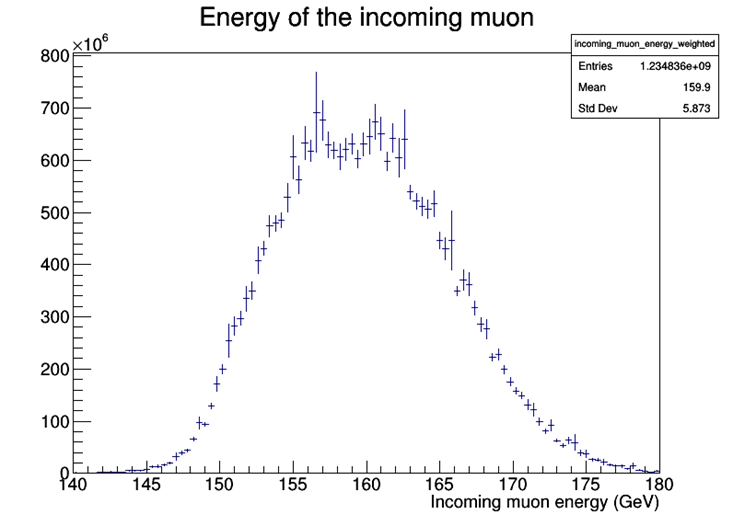 Energy of the incoming muon
×10⁶
incoming_muon_energy_weighted
Entries 1.234836e+09
Mean 159.9
Std Dev 5.873
800
700
600
500
400
300
200
100
0
140 145 150 155 160 165 170 175 180
Incoming muon energy (GeV)